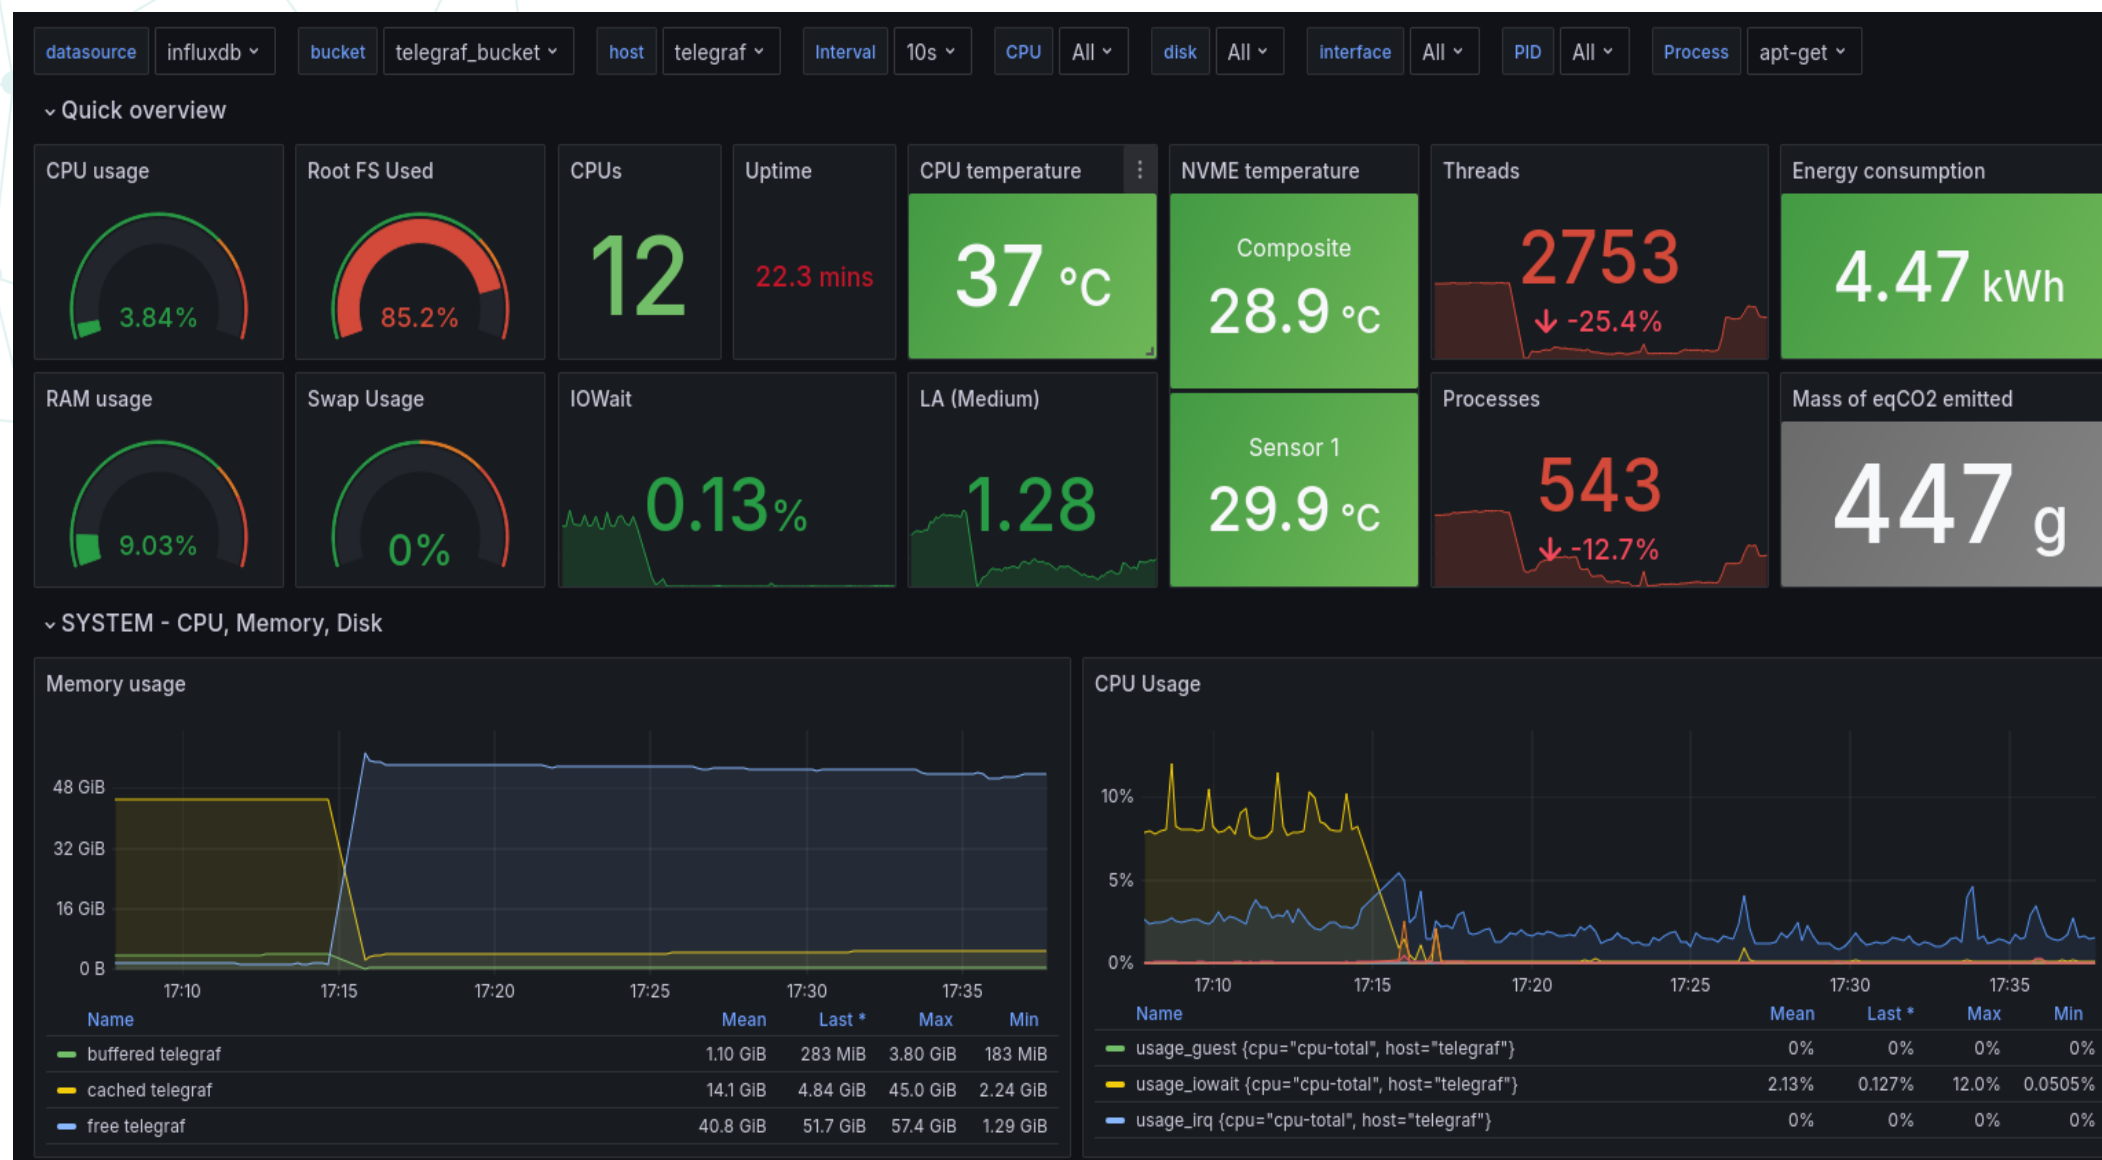 datasource influxdb bucket telegraf_bucket host telegraf Interval 10s CPU All disk All interface All PID All Process apt-get
Quick overview
CPU usage
3.84%
Root FS Used
85.2%
CPUs
12
Uptime
22.3 mins
CPU temperature
37 °C
NVME temperature
Composite
28.9 °C
Sensor 1
29.9 °C
Threads
2753
-25.4%
Energy consumption
4.47 kWh
RAM usage
9.03%
Swap Usage
0%
IOWait
0.13%
LA (Medium)
1.28
Processes
543
-12.7%
Mass of eqCO2 emitted
447 g
SYSTEM - CPU, Memory, Disk
Memory usage
48 GiB
32 GiB
16 GiB
0 B
17:10 17:15 17:20 17:25 17:30 17:35
Name Mean Last * Max Min
buffered telegraf 1.10 GiB 283 MiB 3.80 GiB 183 MiB
cached telegraf 14.1 GiB 4.84 GiB 45.0 GiB 2.24 GiB
free telegraf 40.8 GiB 51.7 GiB 57.4 GiB 1.29 GiB
CPU Usage
10%
5%
0%
17:10 17:15 17:20 17:25 17:30 17:35
Name Mean Last * Max Min
usage_guest {cpu="cpu-total", host="telegraf"} 0% 0% 0% 0%
usage_iowait {cpu="cpu-total", host="telegraf"} 2.13% 0.127% 12.0% 0.0505%
usage_irq {cpu="cpu-total", host="telegraf"} 0% 0% 0% 0%